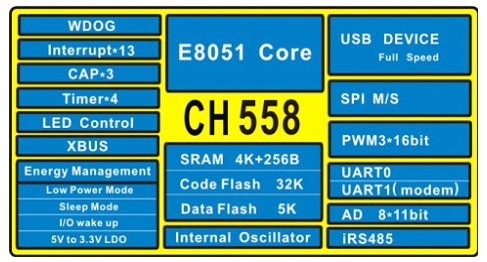 WDOG
Interrupt*13
CAP*3
Timer*4
LED Control
XBUS
Energy Management
Low Power Mode
Sleep Mode
I/O wake up
5V to 3.3V LDO
E8051 Core
CH558
SRAM 4K+256B
Code Flash 32K
Data Flash 5K
Internal Oscillator
USB DEVICE
Full Speed
SPI M/S
PWM3*16bit
UART0
UART1(modem)
AD 8*11bit
iRS485